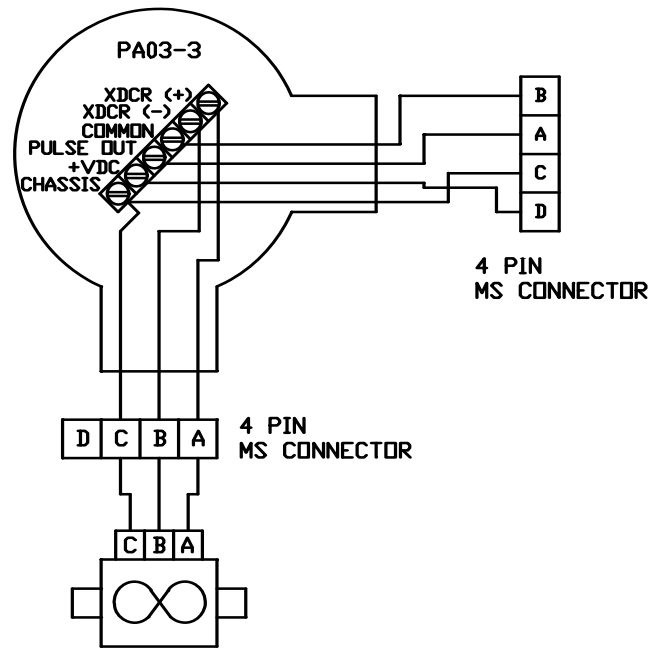 PA03-3
XDCR (+)
XDCR (-)
COMMON
PULSE OUT
+VDC
CHASSIS
B
A
C
D
4 PIN
MS CONNECTOR
D C B A
4 PIN
MS CONNECTOR
C B A